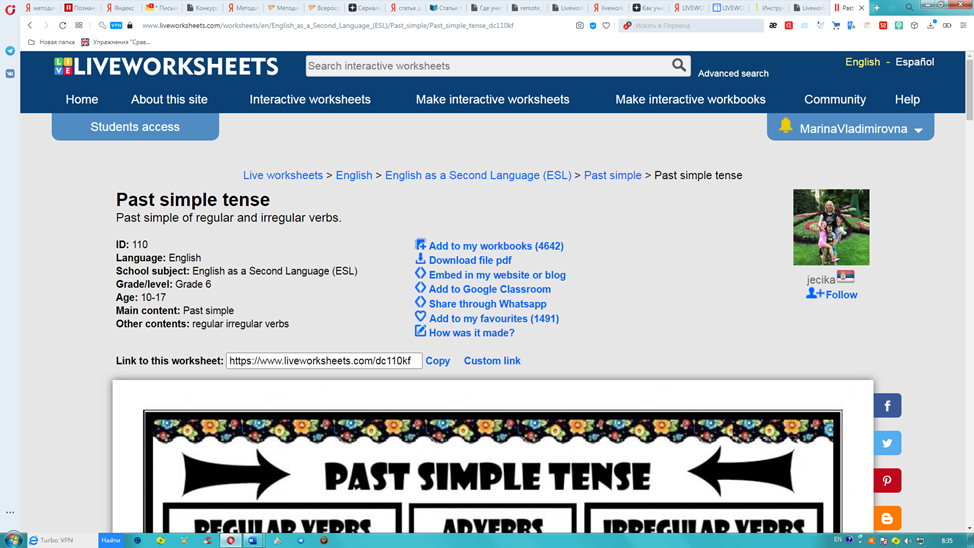 методи
Позна
Яндекс
Метод
* Письм
Конкур
Методи
Всерос
Сериал
статья д
Статьи
Где уч
remote_
Livewo
livewor
Как уч
LIVEWO
LIVEWO
Инстру
Livewo
Past
www.liveworksheets.com/worksheets/en/English_as_a_Second_Language_(ESL)/Past_simple/Past_simple_tense_dc110kf
VPN
Искать в Переводч
Новая папка
Упражнения "Срав...
LIVEWORKSHEETS
Search interactive worksheets
Advanced search
English - Español
Home
About this site
Interactive worksheets
Make interactive worksheets
Make interactive workbooks
Community
Help
Students access
MarinaVladimirovna
Live worksheets > English > English as a Second Language (ESL) > Past simple > Past simple tense
Past simple tense
Past simple of regular and irregular verbs.
ID: 110
Language: English
School subject: English as a Second Language (ESL)
Grade/level: Grade 6
Age: 10-17
Main content: Past simple
Other contents: regular irregular verbs
Add to my workbooks (4642)
Download file pdf
Embed in my website or blog
Add to Google Classroom
Share through Whatsapp
Add to my favourites (1491)
How was it made?
jecika
Follow
Link to this worksheet: https://www.liveworksheets.com/dc110kf Copy Custom link
PAST SIMPLE TENSE
REGULAR VERBS
ADVERBS
IRREGULAR VERBS
Turbo VPN
Найти
EN
8:35